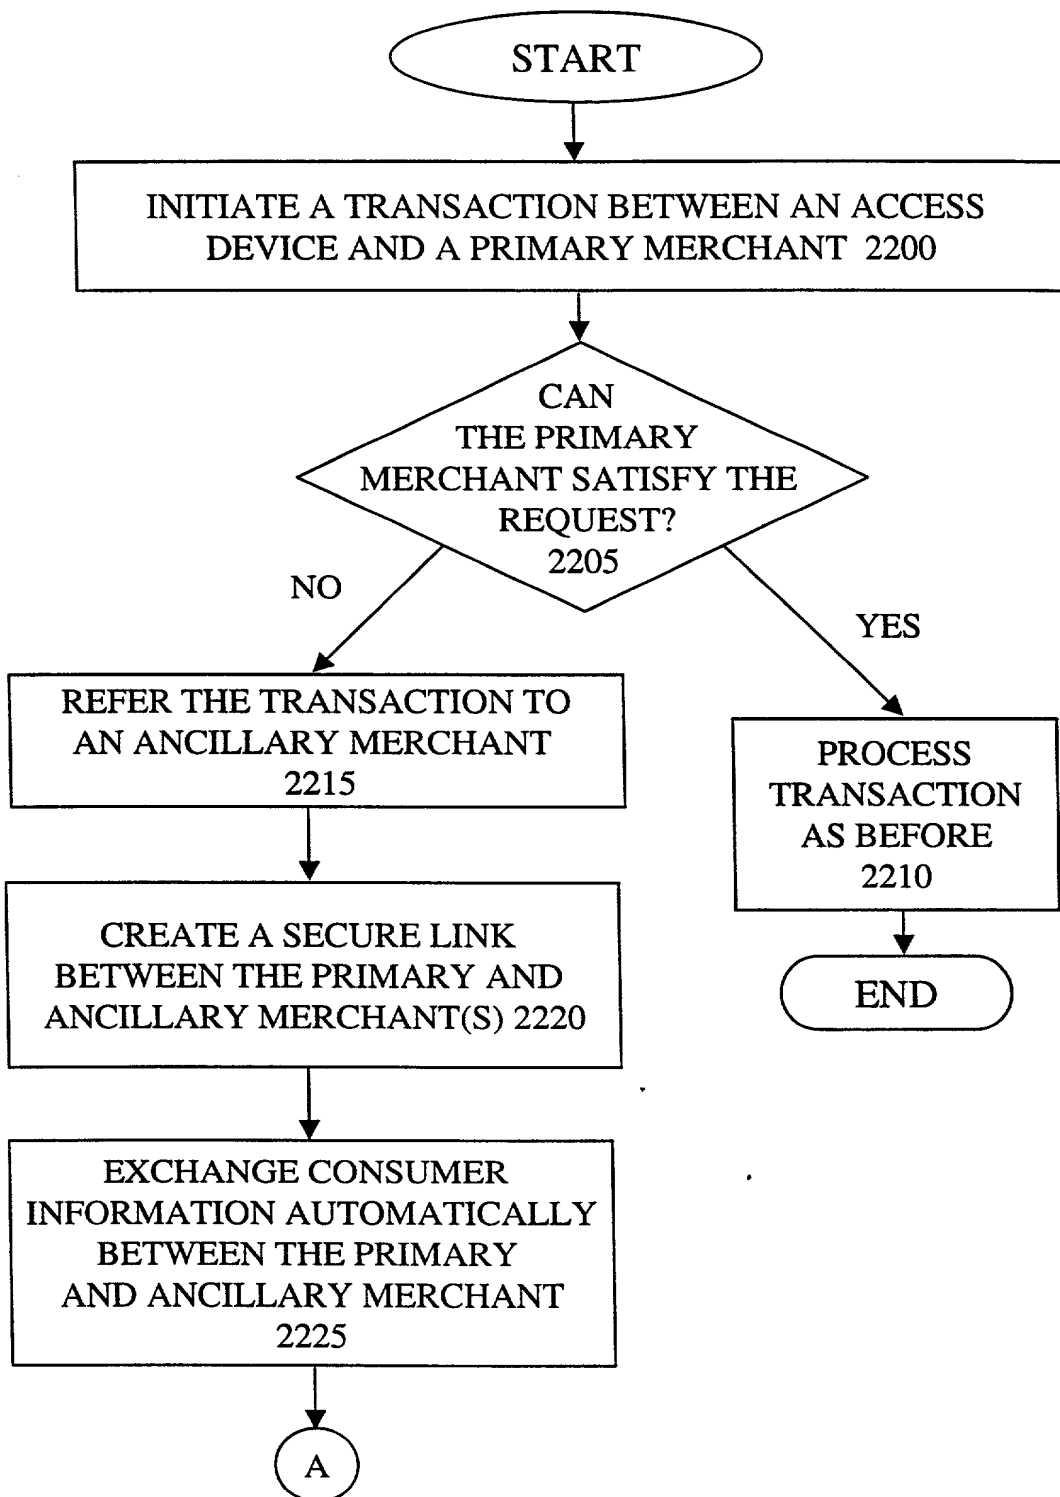 START
INITIATE A TRANSACTION BETWEEN AN ACCESS
DEVICE AND A PRIMARY MERCHANT 2200
CAN
THE PRIMARY
MERCHANT SATISFY THE
REQUEST?
2205
NO
YES
REFER THE TRANSACTION TO
AN ANCILLARY MERCHANT
2215
PROCESS
TRANSACTION
AS BEFORE
2210
CREATE A SECURE LINK
BETWEEN THE PRIMARY AND
ANCILLARY MERCHANT(S) 2220
END
EXCHANGE CONSUMER
INFORMATION AUTOMATICALLY
BETWEEN THE PRIMARY
AND ANCILLARY MERCHANT
2225
A